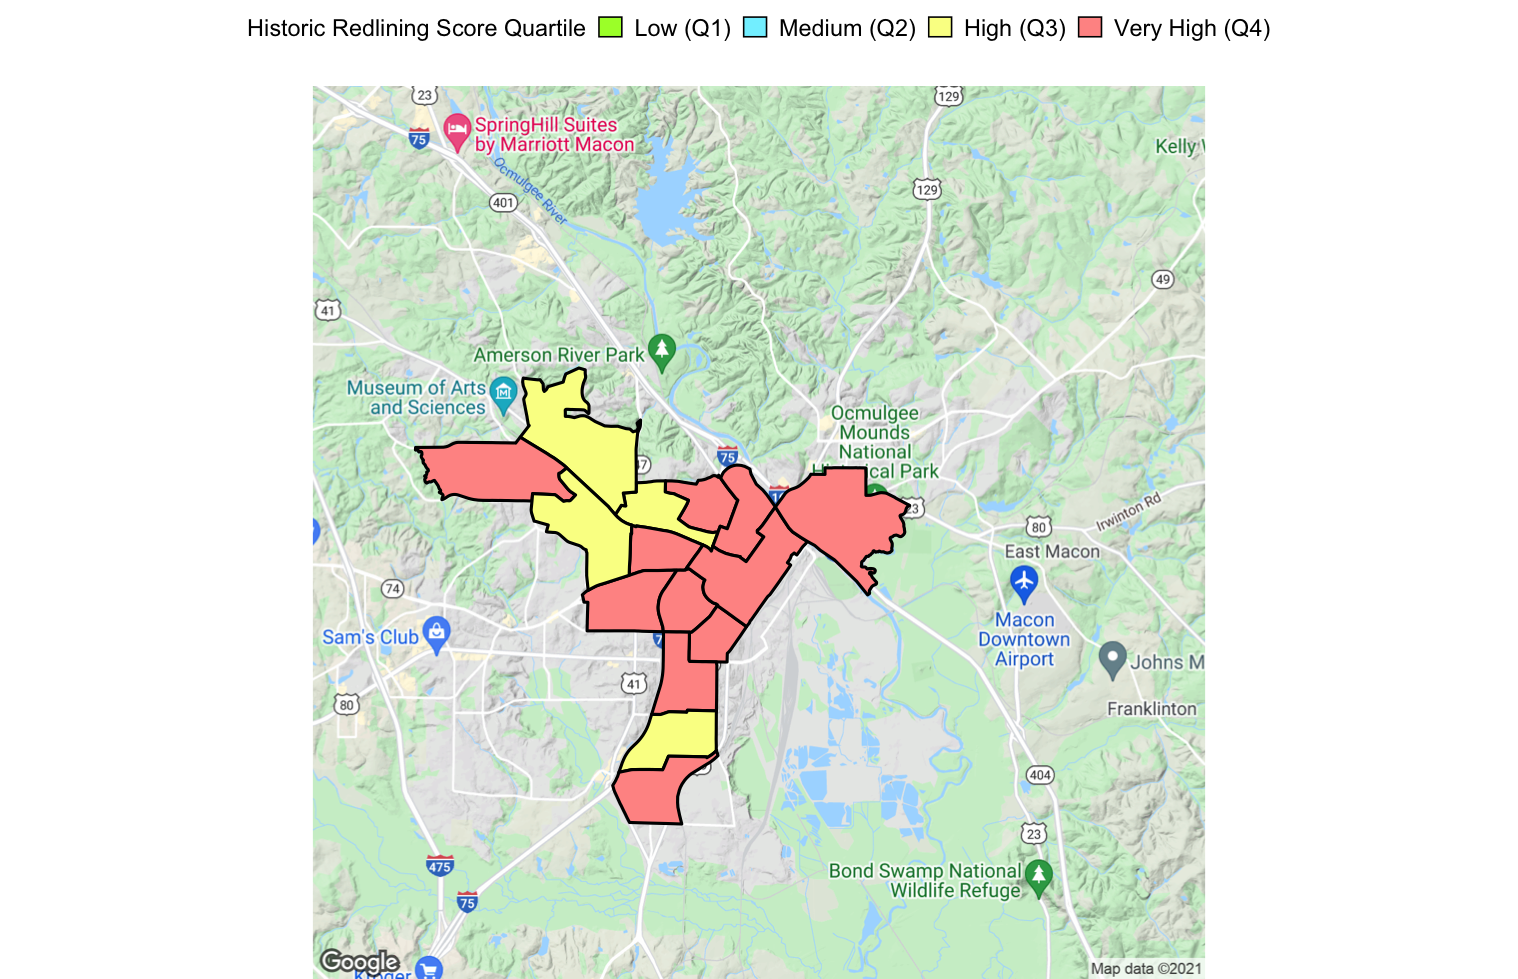 Historic Redlining Score Quartile Low (Q1) Medium (Q2) High (Q3) Very High (Q4)
23
129
75
SpringHill Suites
by Marriott Macon
Kelly
Ocmulgee River
401
129
49
41
Amerson River Park
Museum of Arts
and Sciences
Ocmulgee
Mounds
National
Historical Park
75
23
Irwinton Rd
80
East Macon
74
Macon
Downtown
Airport
Sam's Club
Johns M
41
80
Franklinton
404
23
475
Bond Swamp National
Wildlife Refuge
75
Google
Kroger
Map data ©2021